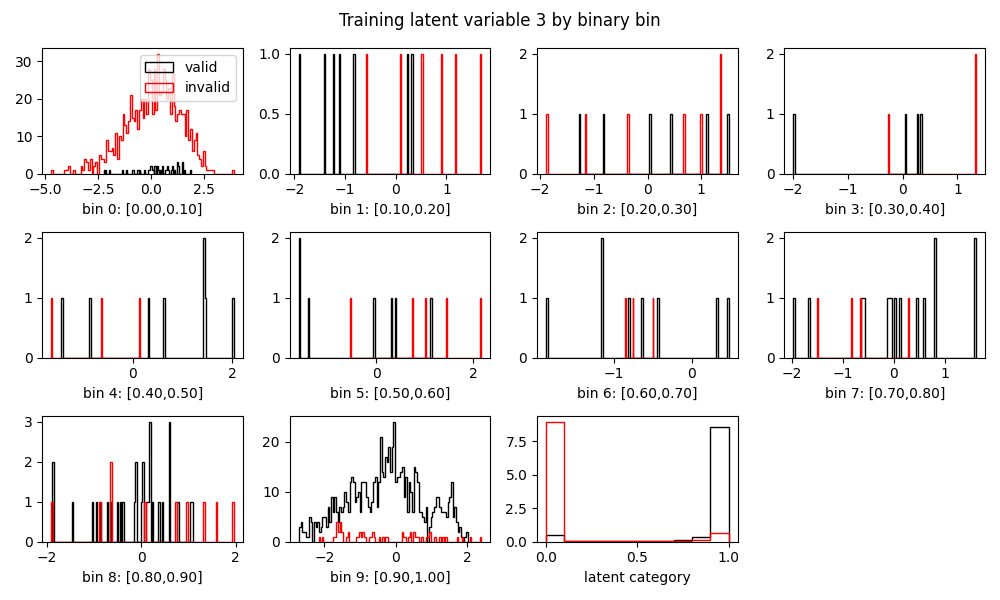 Training latent variable 3 by binary bin
valid
invalid
30
20
10
0
−5.0 −2.5 0.0 2.5
bin 0: [0.00,0.10]
1.0
0.5
0.0
−2 −1 0 1
bin 1: [0.10,0.20]
2
1
0
−2 −1 0 1
bin 2: [0.20,0.30]
2
1
0
−2 −1 0 1
bin 3: [0.30,0.40]
2
1
0
0 2
bin 4: [0.40,0.50]
2
1
0
0 2
bin 5: [0.50,0.60]
2
1
0
−1 0
bin 6: [0.60,0.70]
2
1
0
−2 −1 0 1
bin 7: [0.70,0.80]
3
2
1
0
−2 0 2
bin 8: [0.80,0.90]
20
10
0
−2 0 2
bin 9: [0.90,1.00]
7.5
5.0
2.5
0.0
0.0 0.5 1.0
latent category